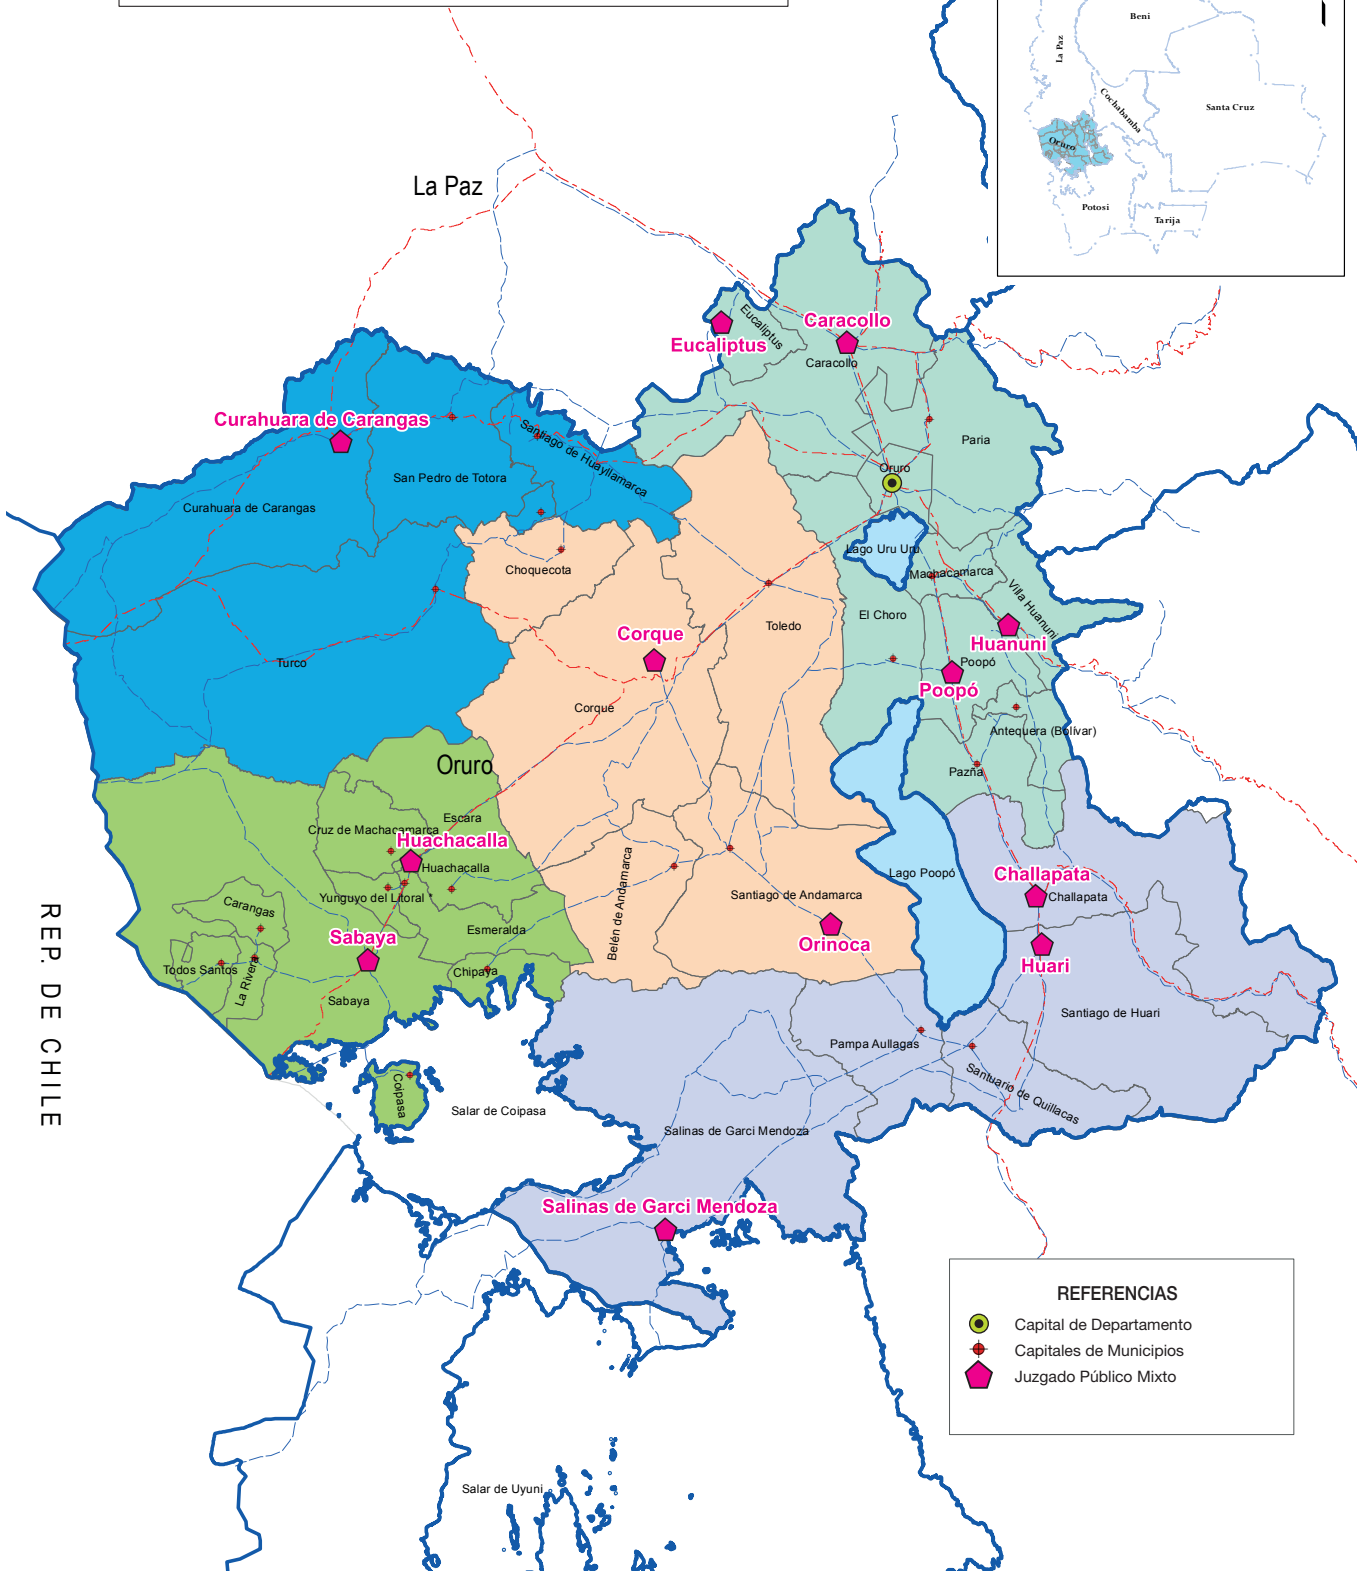 Beni
La Paz
Cochabamba
Santa Cruz
Oruro
Potosi
Tarija
La Paz
Eucaliptus
Eucaliptus
Caracollo
Caracollo
Curahuara de Carangas
Santiago de Huayllamarca
Paria
Oruro
San Pedro de Totora
Curahuara de Carangas
Lago Uru Uru
Choquecota
Machacamarca
Villa Huanuni
El Choro
Toledo
Corque
Huanuni
Turco
Poopó
Poopó
Corque
Antequera (Bolívar)
Oruro
Pazña
Escara
Cruz de Machacamarca
Huachacalla
Huachacalla
Lago Poopó
Challapata
Challapata
Yunguyo del Litoral
Belén de Andamarca
Santiago de Andamarca
Carangas
Esmeralda
Sabaya
Orinoca
Huari
Todos Santos
La Rivera
Chipaya
Sabaya
Santiago de Huari
REP. DE CHILE
Pampa Aullagas
Santuario de Quillacas
Coipasa
Salar de Coipasa
Salinas de Garci Mendoza
Salinas de Garci Mendoza
REFERENCIAS
Capital de Departamento
Capitales de Municipios
Juzgado Público Mixto
Salar de Uyuni